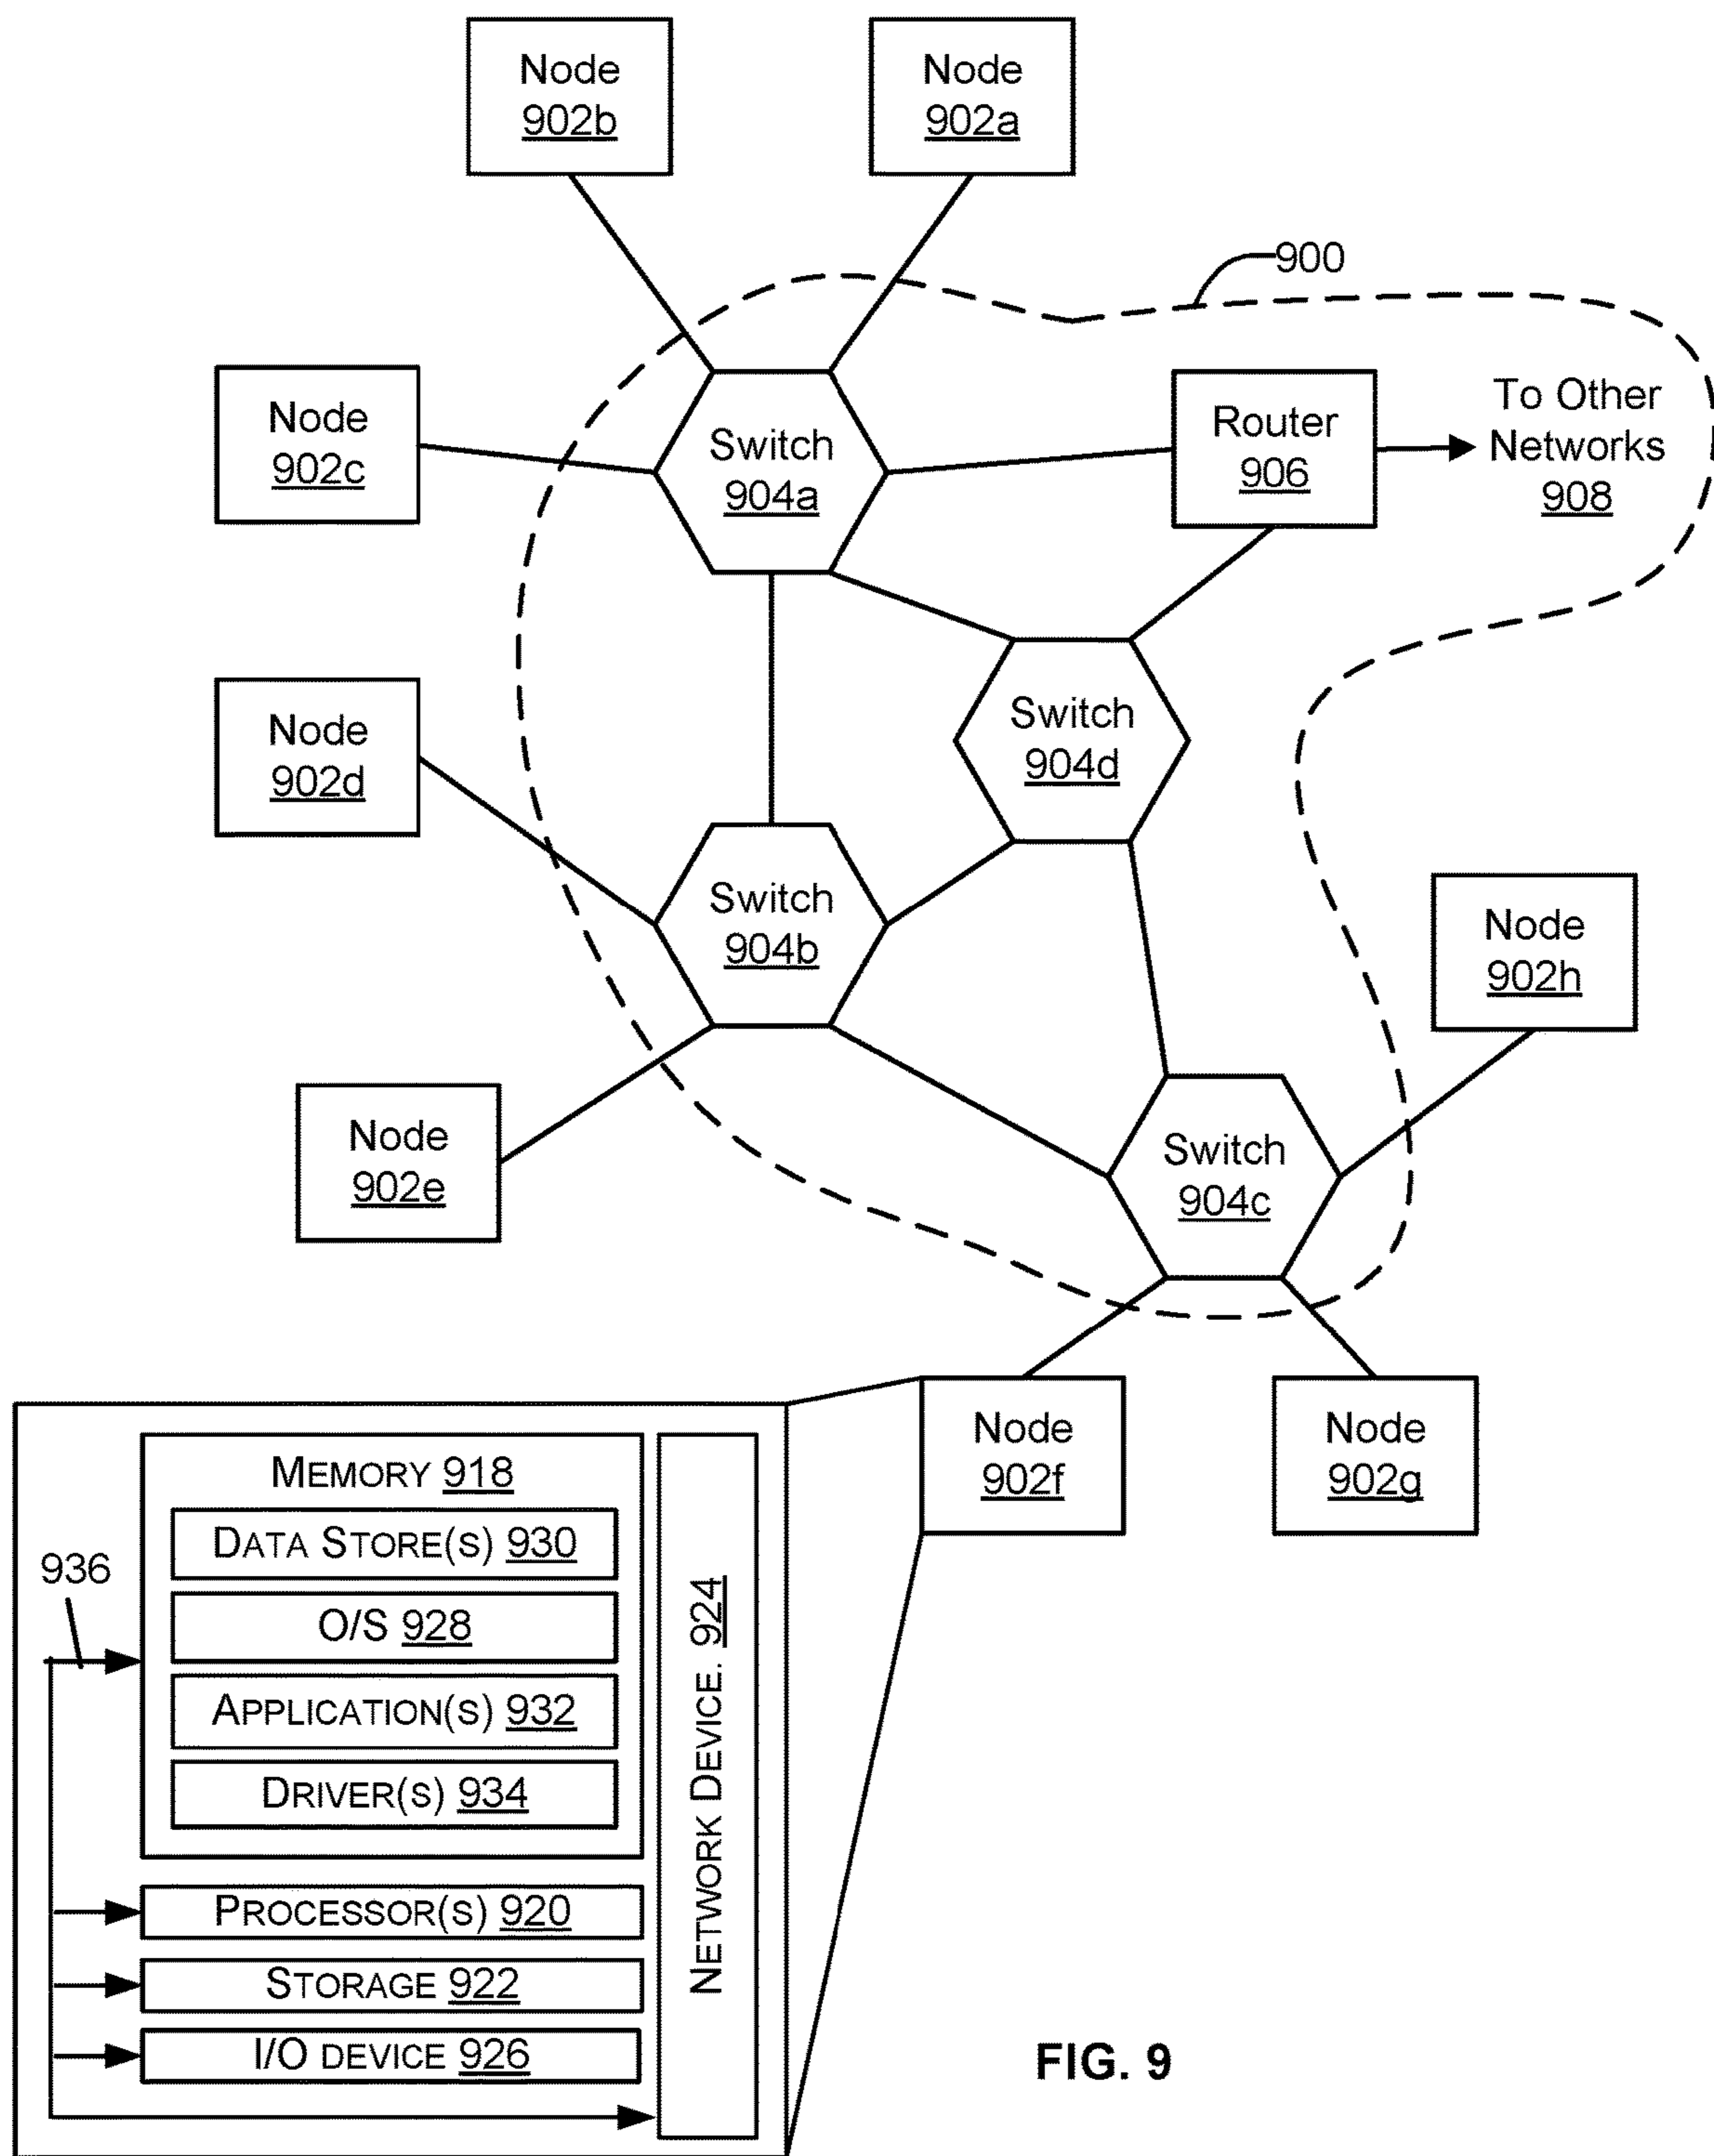 Node
902b
Node
902a
900
Node
902c
Switch
904a
Router
906
To Other
Networks
908
Node
902d
Switch
904d
Switch
904b
Node
902h
Node
902e
Switch
904c
Node
902f
Node
902g
MEMORY 918
DATA STORE(S) 930
936
O/S 928
APPLICATION(S) 932
DRIVER(S) 934
NETWORK DEVICE. 924
PROCESSOR(S) 920
STORAGE 922
I/O DEVICE 926
FIG. 9